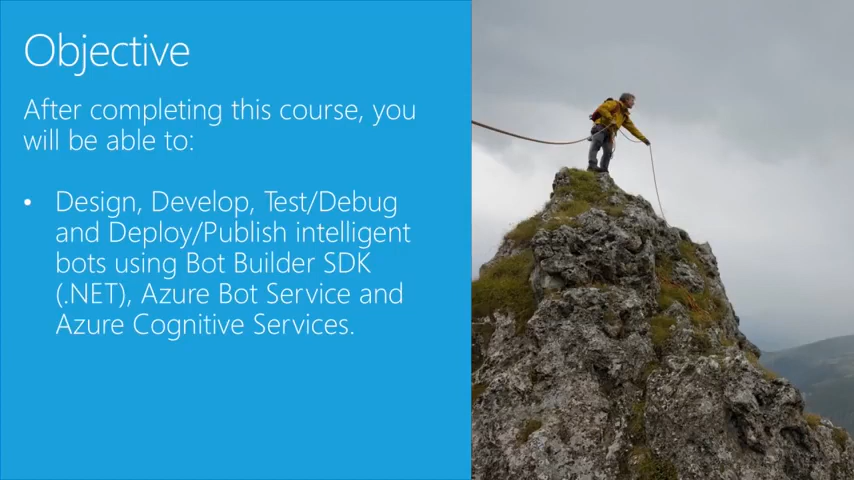 Objective
After completing this course, you
will be able to:
• Design, Develop, Test/Debug
and Deploy/Publish intelligent
bots using Bot Builder SDK
(.NET), Azure Bot Service and
Azure Cognitive Services.